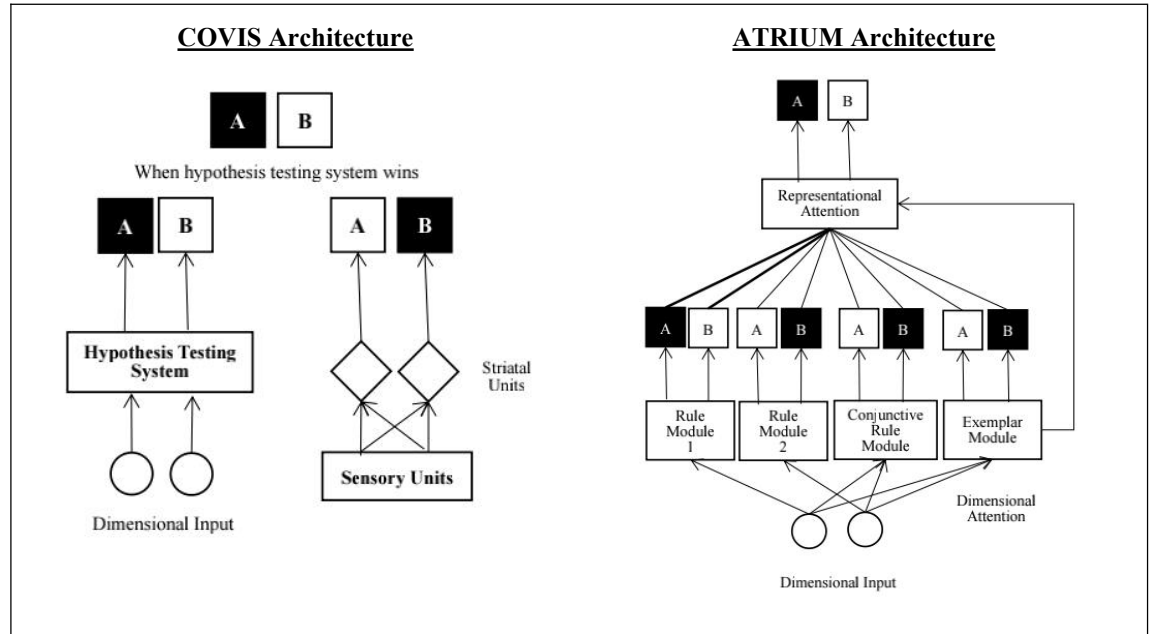 COVIS Architecture
A B
When hypothesis testing system wins
A B
A B
Hypothesis Testing
System
Striatal
Units
Sensory Units
Dimensional Input
ATRIUM Architecture
A B
Representational
Attention
A B A B A B A B
Rule
Module
1
Rule
Module
2
Conjunctive
Rule
Module
Exemplar
Module
Dimensional
Attention
Dimensional Input